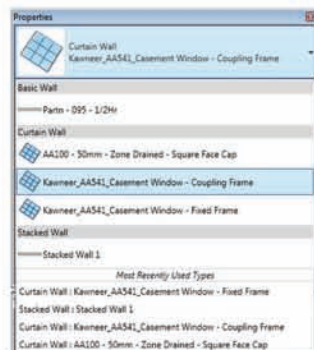 Properties
Curtain Wall
Kawneer_AA541_Casement Window - Coupling Frame
Basic Wall
Partn - 095 - 1/2Hr
Curtain Wall
AA100 - 50mm - Zone Drained - Square Face Cap
Kawneer_AA541_Casement Window - Coupling Frame
Kawneer_AA541_Casement Window - Fixed Frame
Stacked Wall
Stacked Wall 1
Most Recently Used Types
Curtain Wall : Kawneer_AA541_Casement Window - Fixed Frame
Stacked Wall : Stacked Wall 1
Curtain Wall : Kawneer_AA541_Casement Window - Coupling Frame
Curtain Wall : AA100 - 50mm - Zone Drained - Square Face Cap